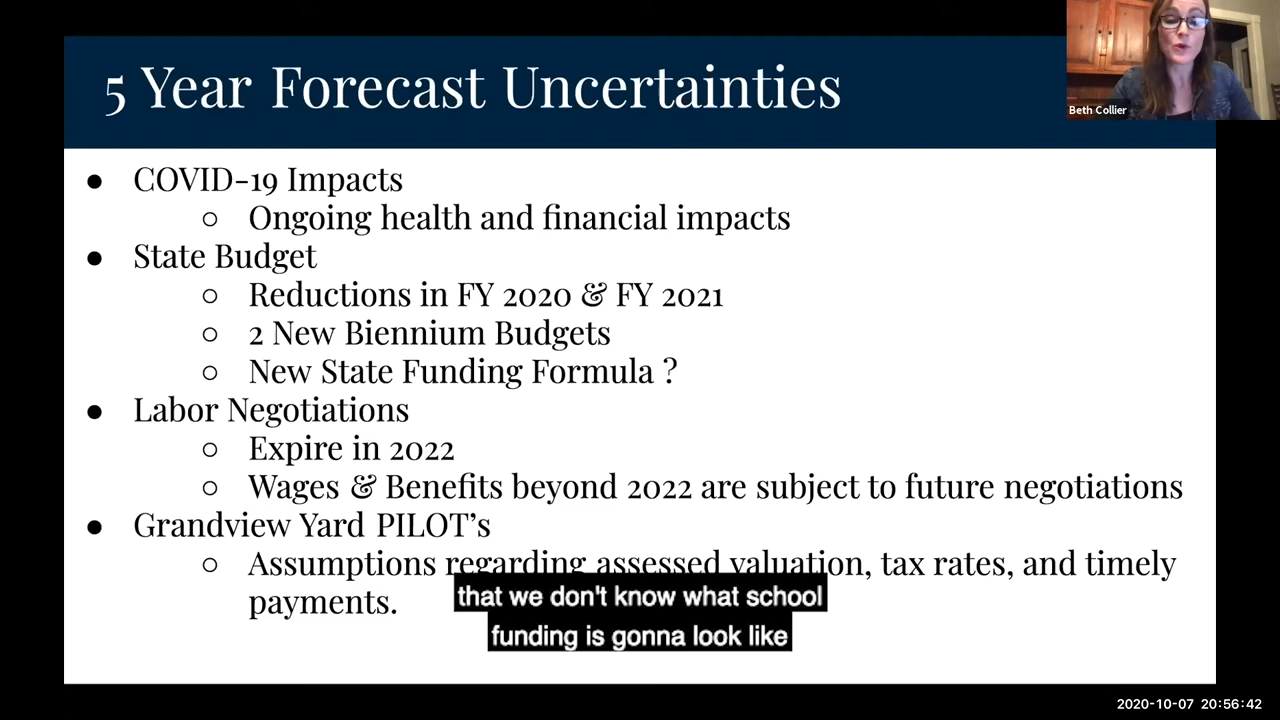 5 Year Forecast Uncertainties
Beth Collier
● COVID-19 Impacts
○ Ongoing health and financial impacts
● State Budget
○ Reductions in FY 2020 & FY 2021
○ 2 New Biennium Budgets
○ New State Funding Formula ?
● Labor Negotiations
○ Expire in 2022
○ Wages & Benefits beyond 2022 are subject to future negotiations
● Grandview Yard PILOT's
○ Assumptions regarding assessed valuation, tax rates, and timely
payments.
that we don't know what school
funding is gonna look like
2020-10-07 20:56:42